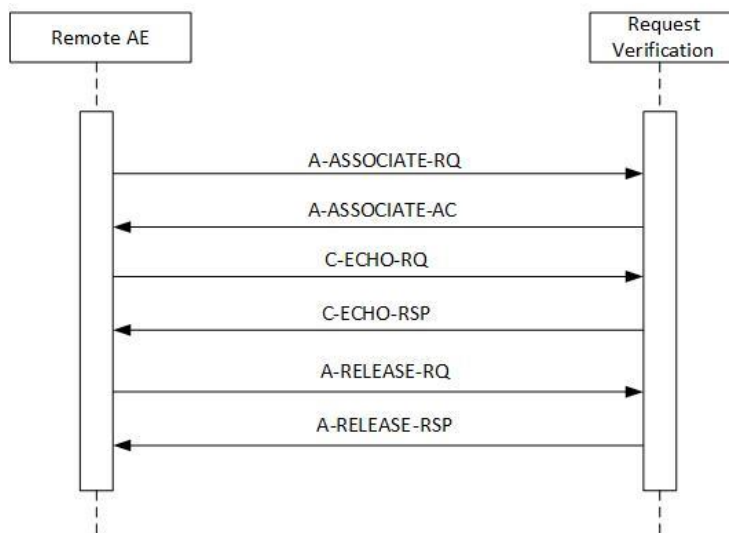 Remote AE
Request
Verification
A-ASSOCIATE-RQ
A-ASSOCIATE-AC
C-ECHO-RQ
C-ECHO-RSP
A-RELEASE-RQ
A-RELEASE-RSP